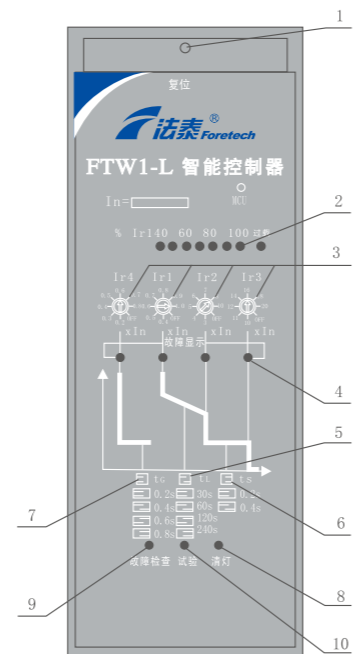 1
复位
法泰® Foretech
FTW1-L 智能控制器
In=
MCU
2
% Ir1 40 60 80 100 过载
3
Ir4 Ir1 Ir2 Ir3
xIn xIn xIn xIn
故障显示
4
5
7 tG tL tS 6
0.2s 30s 0.2s
0.4s 60s 0.4s
0.6s 120s
0.8s 240s
故障检查 试验 清灯
9 10 8